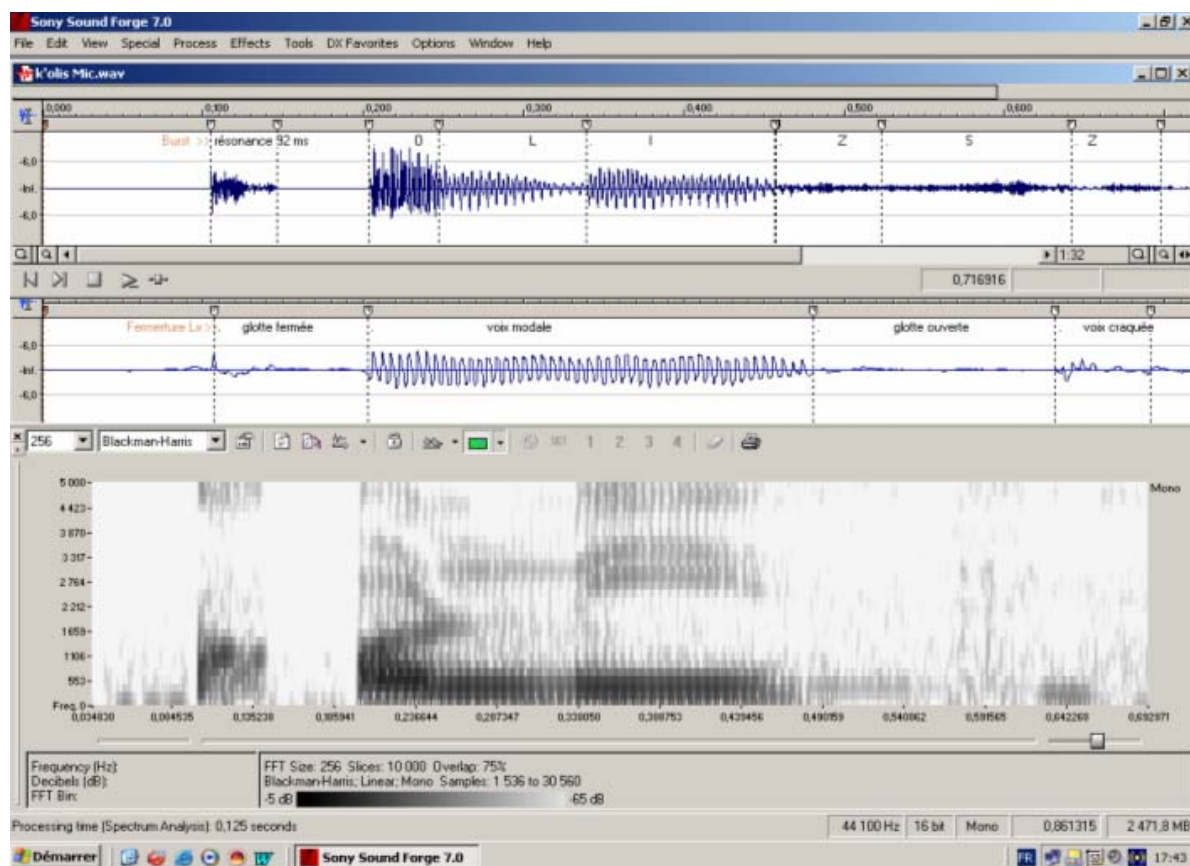 Sony Sound Forge 7.0
File Edit View Special Process Effects Tools DX Favorites Options Window Help
k'olis Mic.wav
0,000 0,100 0,200 0,300 0,400 0,500 0,600
Burst >> résonance 92 ms O L I Z S Z
-6,0
-Inf.
-6,0
1:32
0,716916
Fermerture Lx >> glotte fermée voix modale glotte ouverte voix craquée
-6,0
-Inf.
-6,0
256 Blackman-Harris SET 1 2 3 4
5 000
4 423
3 870
3 317
2 764
2 212
1 659
1 106
553
Freq. 0
Mono
0,034830 0,084535 0,135238 0,185941 0,236644 0,287347 0,338050 0,388753 0,439456 0,490159 0,540862 0,591565 0,642268 0,692971
Frequency (Hz):
Decibels (dB):
FFT Bin:
FFT Size: 256 Slices: 10 000 Overlap: 75%
Blackman-Harris; Linear; Mono Samples: 1 536 to 30 560
-5 dB -65 dB
Processing time (Spectrum Analysis): 0,125 seconds
44 100 Hz 16 bit Mono 0,861315 2 471,8 MB
Démarrer Sony Sound Forge 7.0 FR 17:43